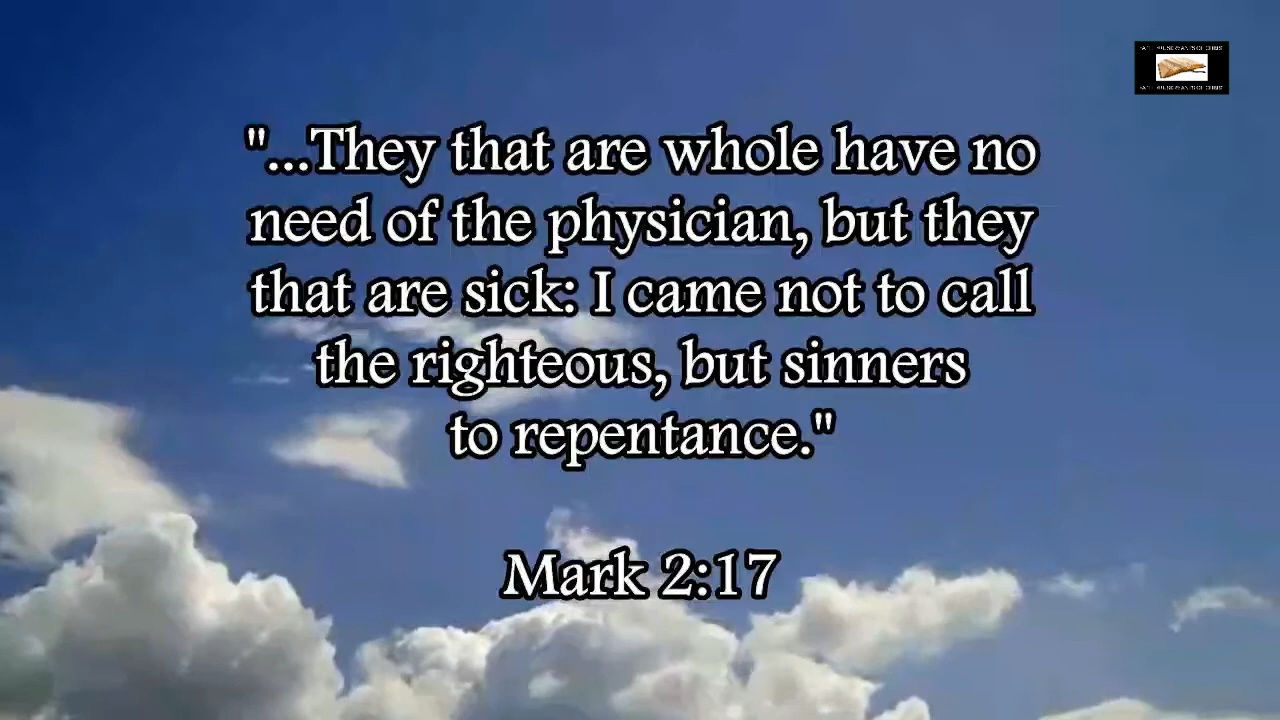 "...They that are whole have no
need of the physician, but they
that are sick: I came not to call
the righteous, but sinners
to repentance."
Mark 2:17